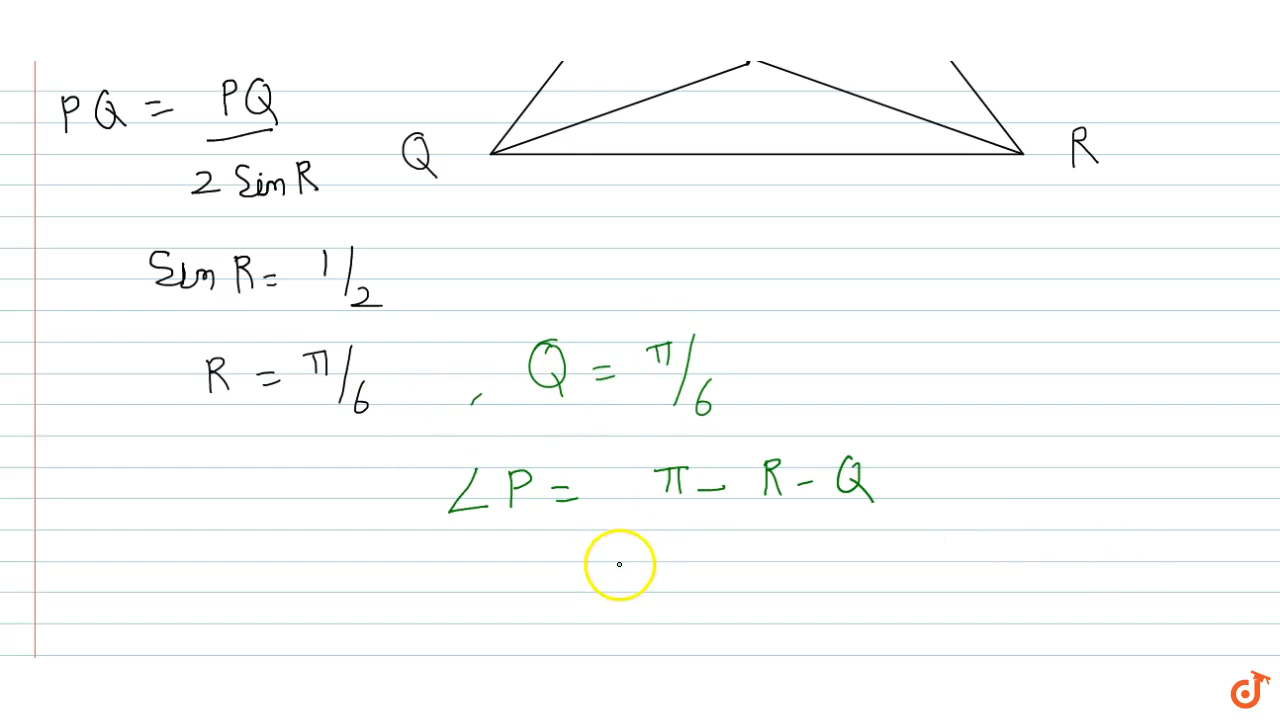 PQ = PQ / 2 Sin R
Q
R
Sin R = 1/2
R = π/6 , Q = π/6
∠P = π - R - Q